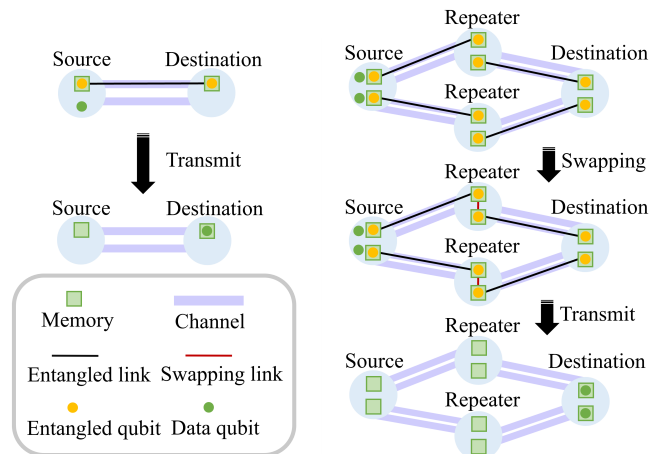 Source Destination
Transmit
Source Destination
Memory Channel
Entangled link Swapping link
Entangled qubit Data qubit
Repeater
Source Destination
Repeater
Swapping
Repeater
Source Destination
Repeater
Transmit
Repeater
Source Destination
Repeater